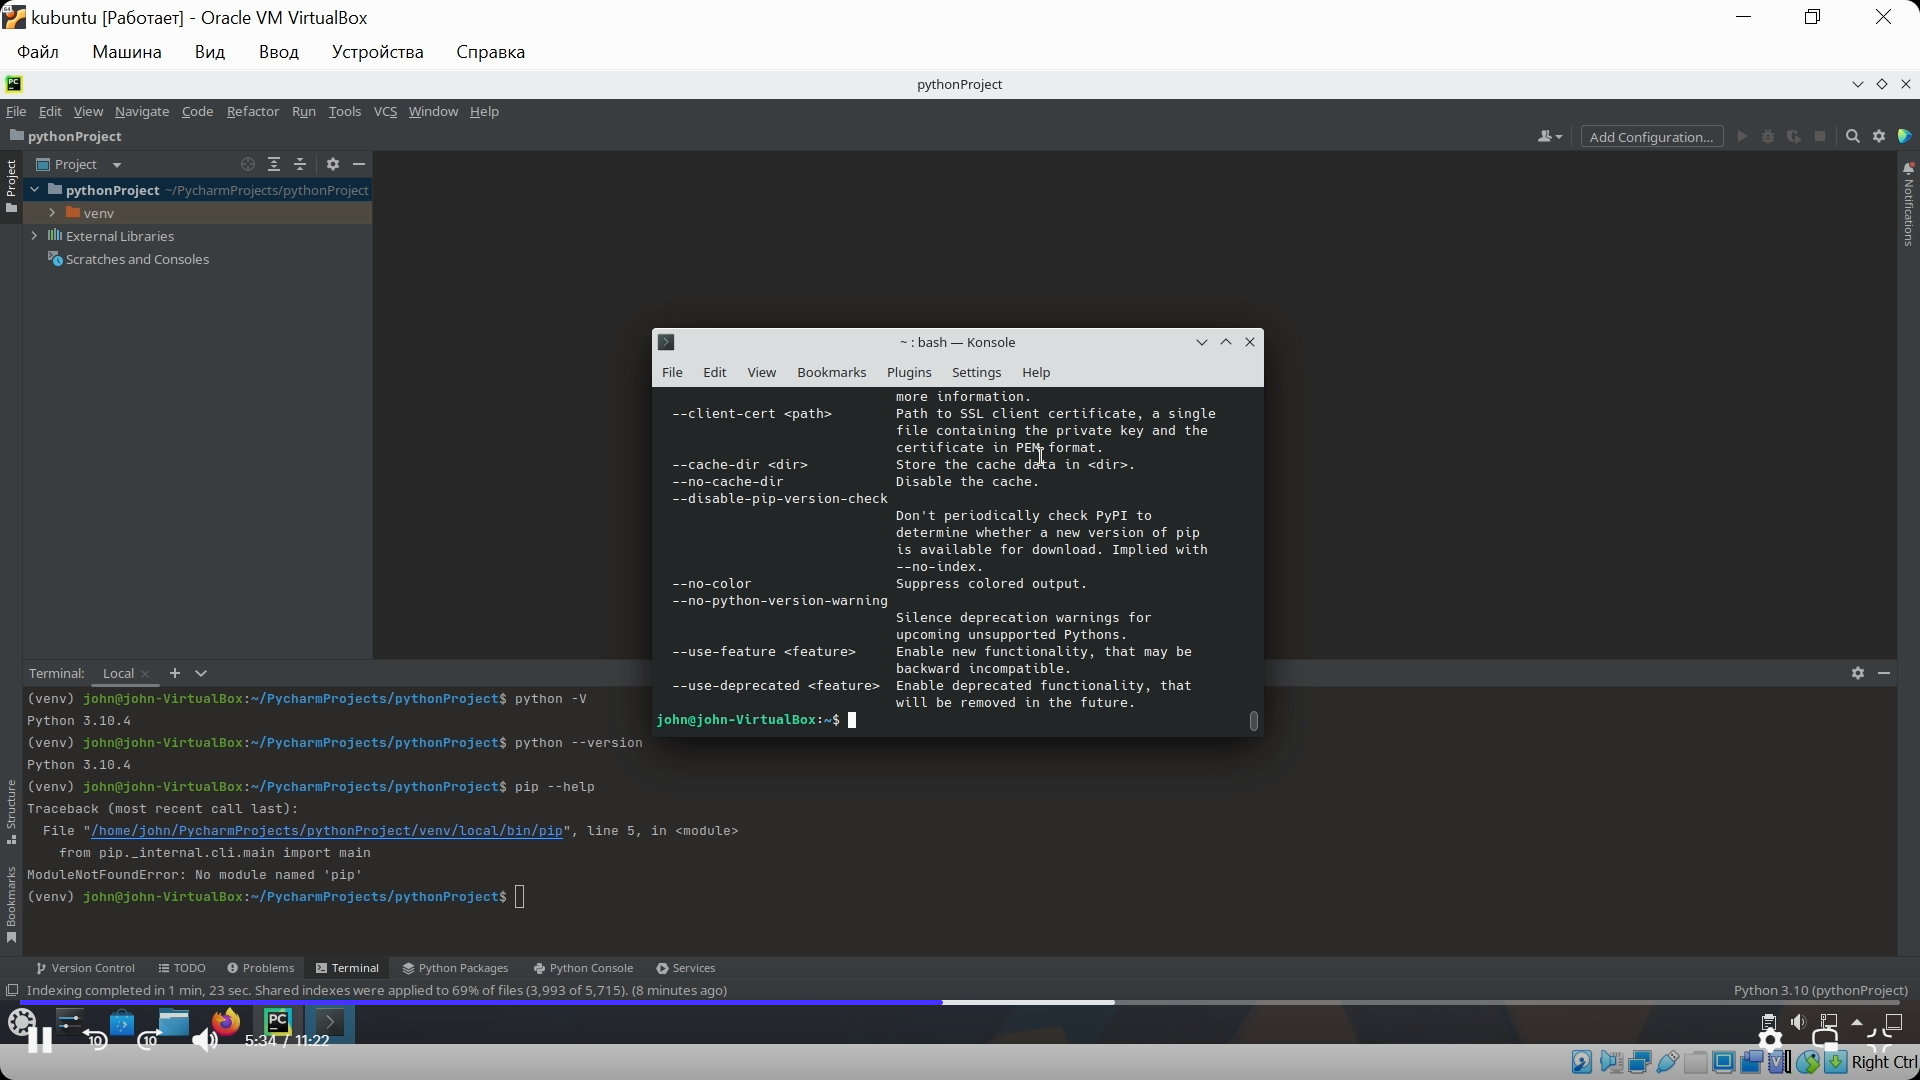 kubuntu [Работает] - Oracle VM VirtualBox
Файл Машина Вид Ввод Устройства Справка
pythonProject
File Edit View Navigate Code Refactor Run Tools VCS Window Help
pythonProject
Add Configuration...
Project
Project
pythonProject ~/PycharmProjects/pythonProject
venv
External Libraries
Scratches and Consoles
Notifications
~ : bash — Konsole
File Edit View Bookmarks Plugins Settings Help
more information.
--client-cert <path> Path to SSL client certificate, a single
file containing the private key and the
certificate in PEM format.
--cache-dir <dir> Store the cache data in <dir>.
--no-cache-dir Disable the cache.
--disable-pip-version-check
Don't periodically check PyPI to
determine whether a new version of pip
is available for download. Implied with
--no-index.
--no-color Suppress colored output.
--no-python-version-warning
Silence deprecation warnings for
upcoming unsupported Pythons.
--use-feature <feature> Enable new functionality, that may be
backward incompatible.
--use-deprecated <feature> Enable deprecated functionality, that
will be removed in the future.
john@john-VirtualBox:~$
Terminal: Local
(venv) john@john-VirtualBox:~/PycharmProjects/pythonProject$ python -V
Python 3.10.4
(venv) john@john-VirtualBox:~/PycharmProjects/pythonProject$ python --version
Python 3.10.4
(venv) john@john-VirtualBox:~/PycharmProjects/pythonProject$ pip --help
Traceback (most recent call last):
File "/home/john/PycharmProjects/pythonProject/venv/local/bin/pip", line 5, in <module>
from pip._internal.cli.main import main
ModuleNotFoundError: No module named 'pip'
(venv) john@john-VirtualBox:~/PycharmProjects/pythonProject$
Structure
Bookmarks
Version Control TODO Problems Terminal Python Packages Python Console Services
Indexing completed in 1 min, 23 sec. Shared indexes were applied to 69% of files (3,993 of 5,715). (8 minutes ago)
Python 3.10 (pythonProject)
PC
10 10 5:34 / 11:22
Right Ctrl